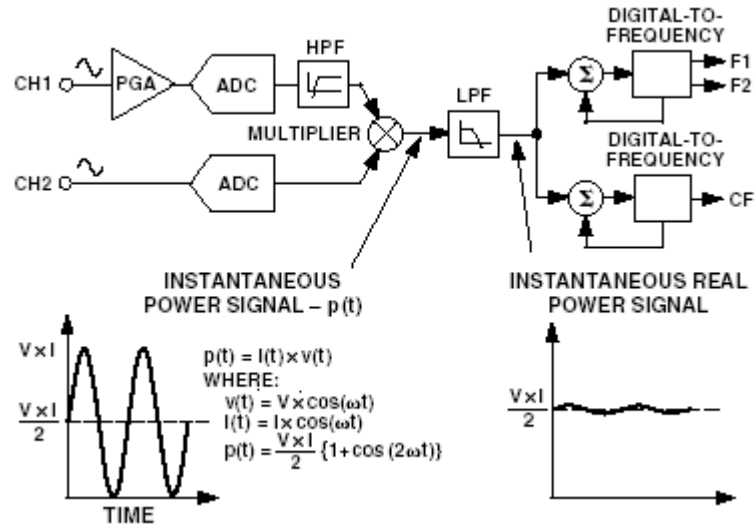 DIGITAL-TO-
FREQUENCY
HPF
CH1
PGA
ADC
LPF
F1
F2
Σ
MULTIPLIER
DIGITAL-TO-
FREQUENCY
CH2
ADC
Σ
CF
INSTANTANEOUS
POWER SIGNAL – p(t)
INSTANTANEOUS REAL
POWER SIGNAL
V×I
V×I
2
TIME
p(t) = I(t)×v(t)
WHERE:
v(t) = V×cos(ωt)
I(t) = I×cos(ωt)
p(t) = V×I/2 {1+cos (2ωt)}
V×I
2